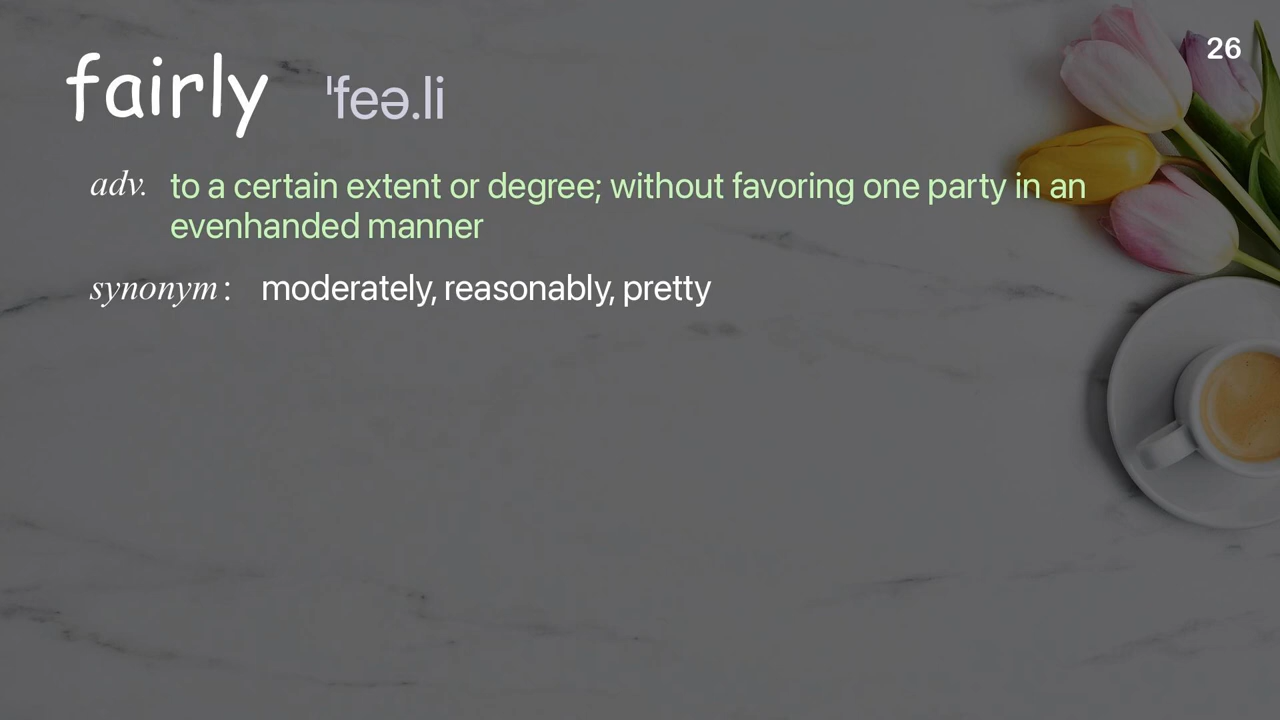 26
fairly ˈfeə.li
adv. to a certain extent or degree; without favoring one party in an
evenhanded manner
synonym : moderately, reasonably, pretty